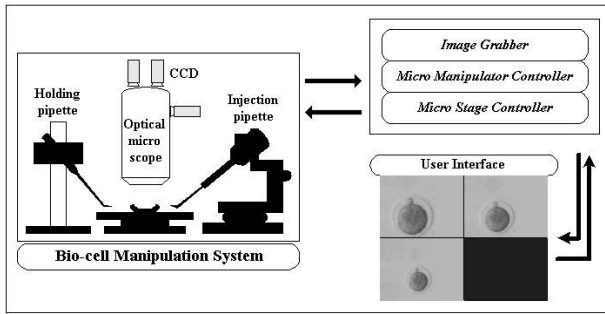 CCD
Holding
pipette
Optical
micro
scope
Injection
pipette
Bio-cell Manipulation System
Image Grabber
Micro Manipulator Controller
Micro Stage Controller
User Interface